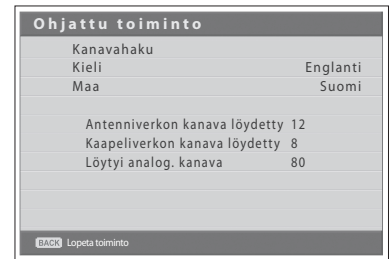 Ohjattu toiminto
Kanavahaku
Kieli Englanti
Maa Suomi
Antenniverkon kanava löydetty 12
Kaapeliverkon kanava löydetty 8
Löytyi analog. kanava 80
BACK Lopeta toiminto